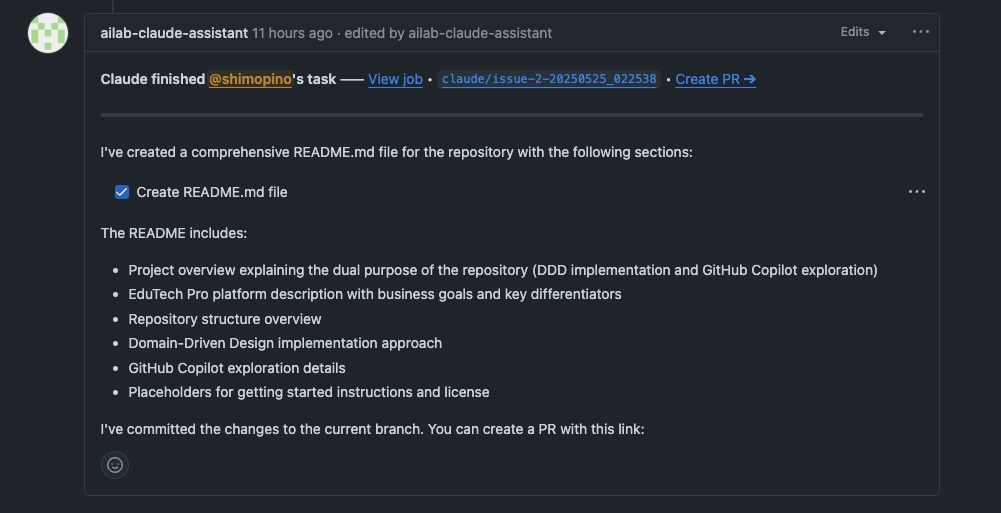 ailab-claude-assistant 11 hours ago · edited by ailab-claude-assistant Edits
Claude finished @shimopino's task —— View job • claude/issue-2-20250525_022538 • Create PR ➔
I've created a comprehensive README.md file for the repository with the following sections:
Create README.md file
The README includes:
• Project overview explaining the dual purpose of the repository (DDD implementation and GitHub Copilot exploration)
• EduTech Pro platform description with business goals and key differentiators
• Repository structure overview
• Domain-Driven Design implementation approach
• GitHub Copilot exploration details
• Placeholders for getting started instructions and license
I've committed the changes to the current branch. You can create a PR with this link: